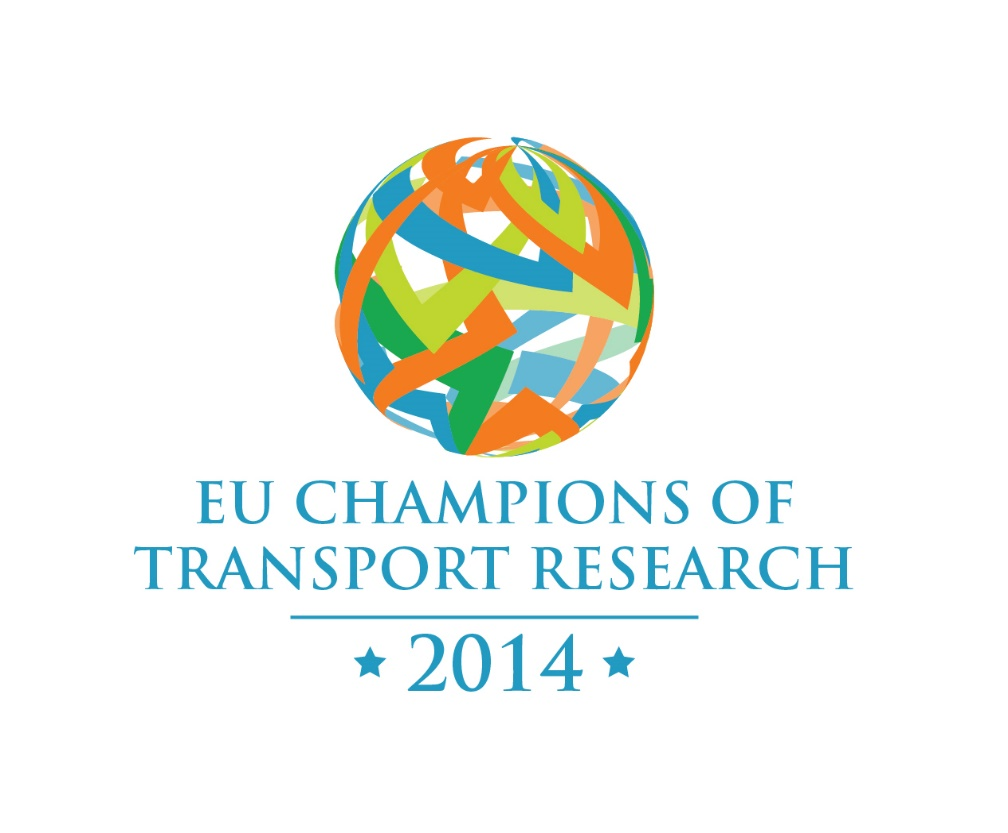 EU CHAMPIONS OF
TRANSPORT RESEARCH
2014